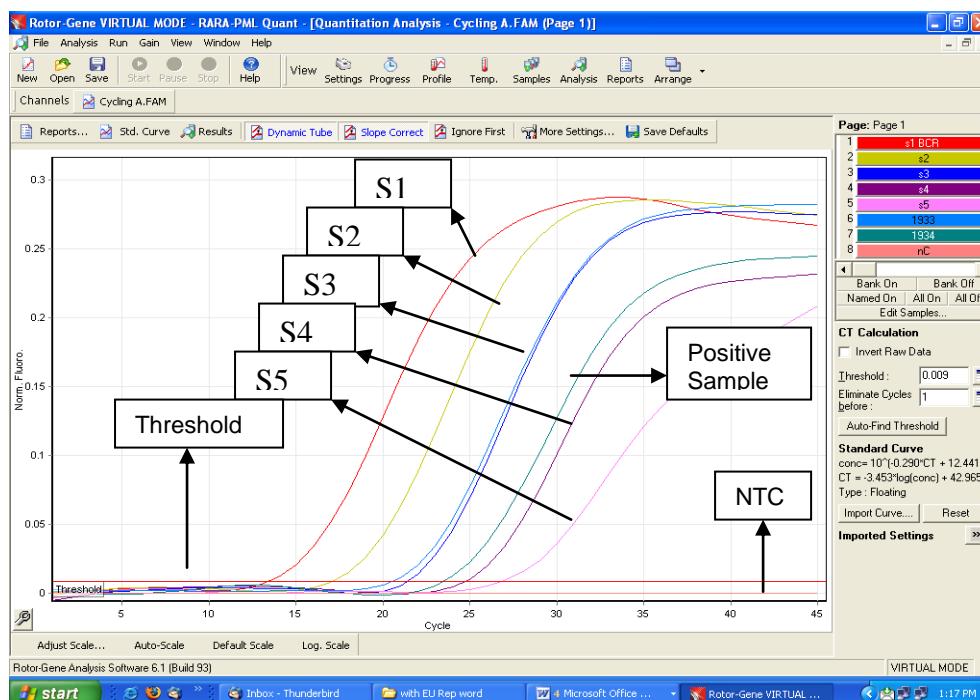 Rotor-Gene VIRTUAL MODE - RARA-PML Quant - [Quantitation Analysis - Cycling A.FAM (Page 1)]
File Analysis Run Gain View Window Help
New Open Save Start Pause Stop Help View Settings Progress Profile Temp. Samples Analysis Reports Arrange
Channels Cycling A.FAM
Reports... Std. Curve Results Dynamic Tube Slope Correct Ignore First More Settings... Save Defaults
Page: Page 1
1 s1 BCR
2 s2
3 s3
4 s4
5 s5
6 1933
7 1934
8 nC
Bank On Bank Off
Named On All On All Of
Edit Samples...
CT Calculation
Invert Raw Data
Threshold : 0.009
Eliminate Cycles
before : 1
Auto-Find Threshold
Standard Curve
conc= 10^(-0.290*CT + 12.441
CT = -3.453*log(conc) + 42.965
Type : Floating
Import Curve.... Reset
Imported Settings
Norm. Fluoro.
0.3
0.25
0.2
0.15
0.1
0.05
0
S1
S2
S3
S4
S5
Threshold
Positive
Sample
NTC
Threshold
5 10 15 20 25 30 35 40 45
Cycle
Adjust Scale... Auto-Scale Default Scale Log. Scale
Rotor-Gene Analysis Software 6.1 (Build 93) VIRTUAL MODE
start Inbox - Thunderbird with EU Rep word 4 Microsoft Office ... Rotor-Gene VIRTUAL ... 1:17 PM